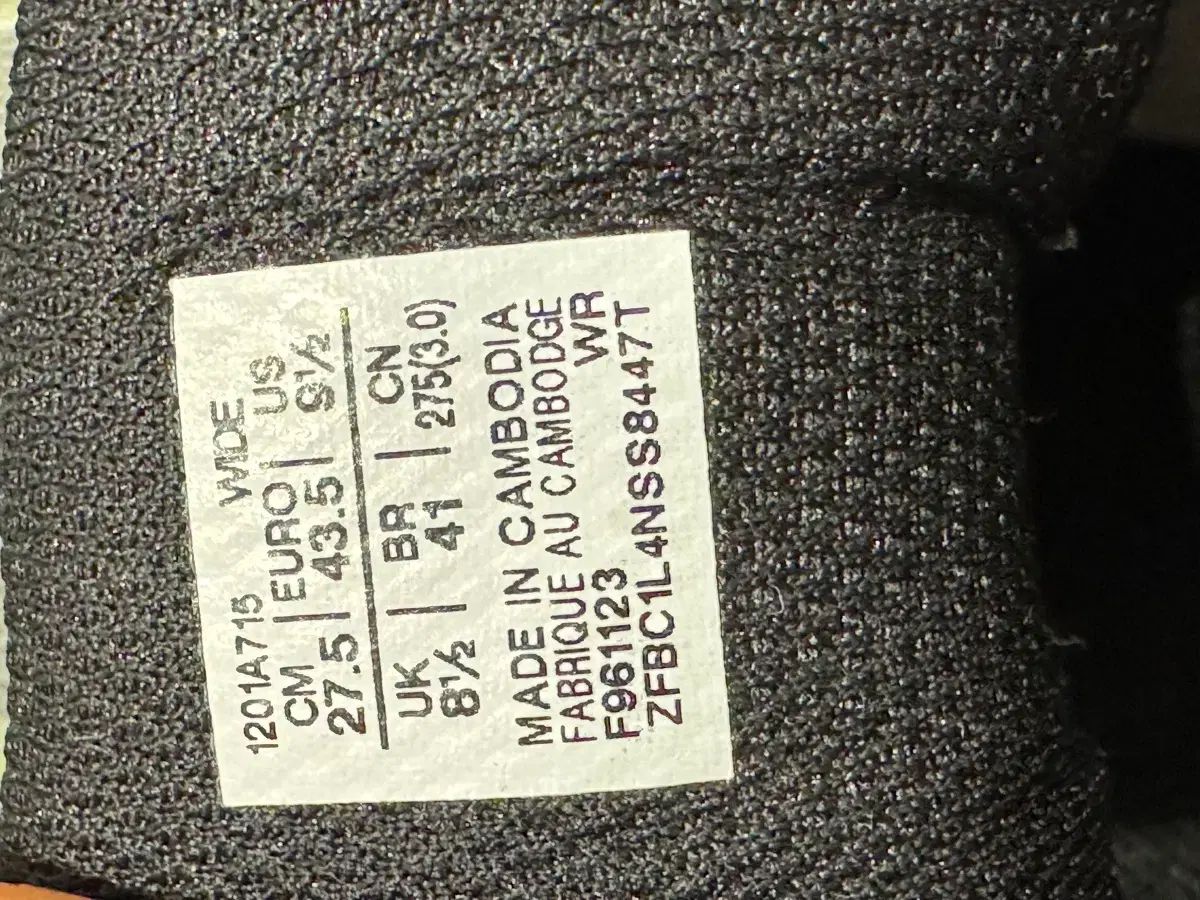 1201A715 WIDE
CM | EURO | US
27.5 | 43.5 | 9½
UK | BR | CN
8½ | 41 | 275(3.0)
MADE IN CAMBODIA
FABRIQUE AU CAMBODGE
F961123 WR
ZFBC1L4NSS8447T